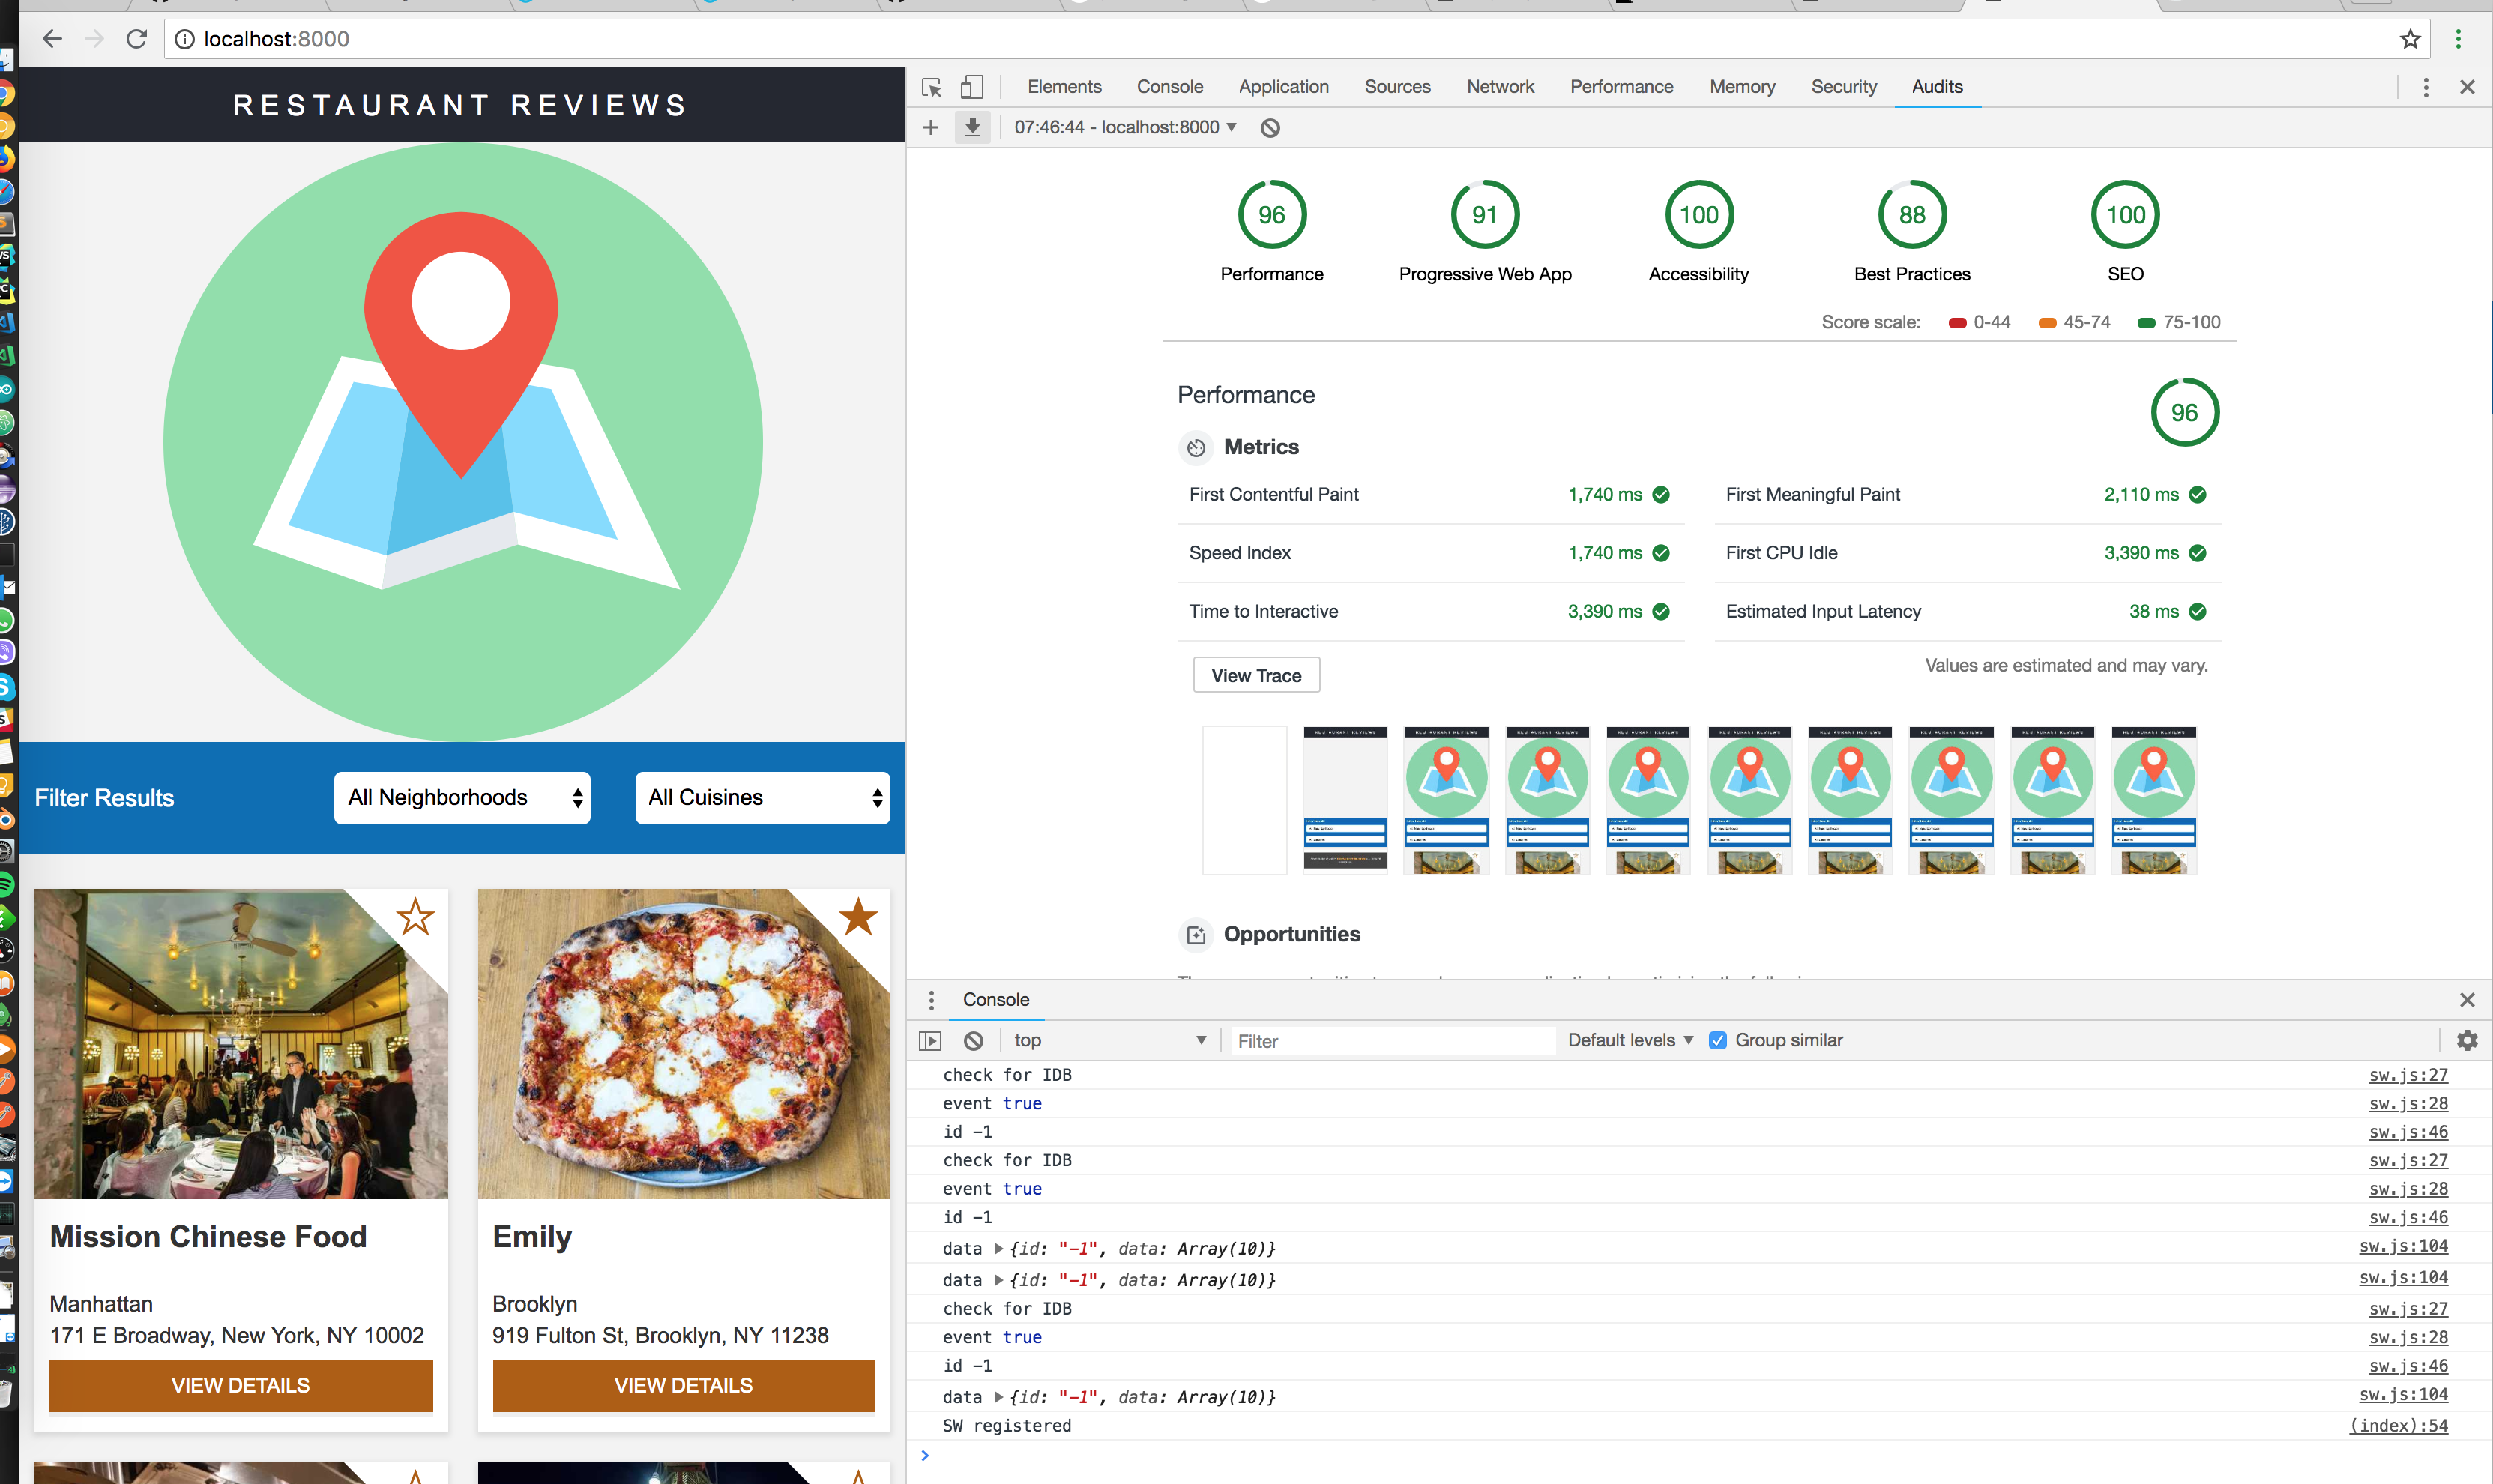 localhost:8000
RESTAURANT REVIEWS
Filter Results
All Neighborhoods
All Cuisines
Mission Chinese Food
Manhattan
171 E Broadway, New York, NY 10002
VIEW DETAILS
Emily
Brooklyn
919 Fulton St, Brooklyn, NY 11238
VIEW DETAILS
Elements Console Application Sources Network Performance Memory Security Audits
07:46:44 - localhost:8000
96 91 100 88 100
Performance Progressive Web App Accessibility Best Practices SEO
Score scale: 0-44 45-74 75-100
Performance
96
Metrics
First Contentful Paint 1,740 ms
First Meaningful Paint 2,110 ms
Speed Index 1,740 ms
First CPU Idle 3,390 ms
Time to Interactive 3,390 ms
Estimated Input Latency 38 ms
View Trace
Values are estimated and may vary.
Opportunities
Console
top
Filter
Default levels
Group similar
check for IDB sw.js:27
event true sw.js:28
id -1 sw.js:46
check for IDB sw.js:27
event true sw.js:28
id -1 sw.js:46
data {id: "-1", data: Array(10)} sw.js:104
data {id: "-1", data: Array(10)} sw.js:104
check for IDB sw.js:27
event true sw.js:28
id -1 sw.js:46
data {id: "-1", data: Array(10)} sw.js:104
SW registered (index):54